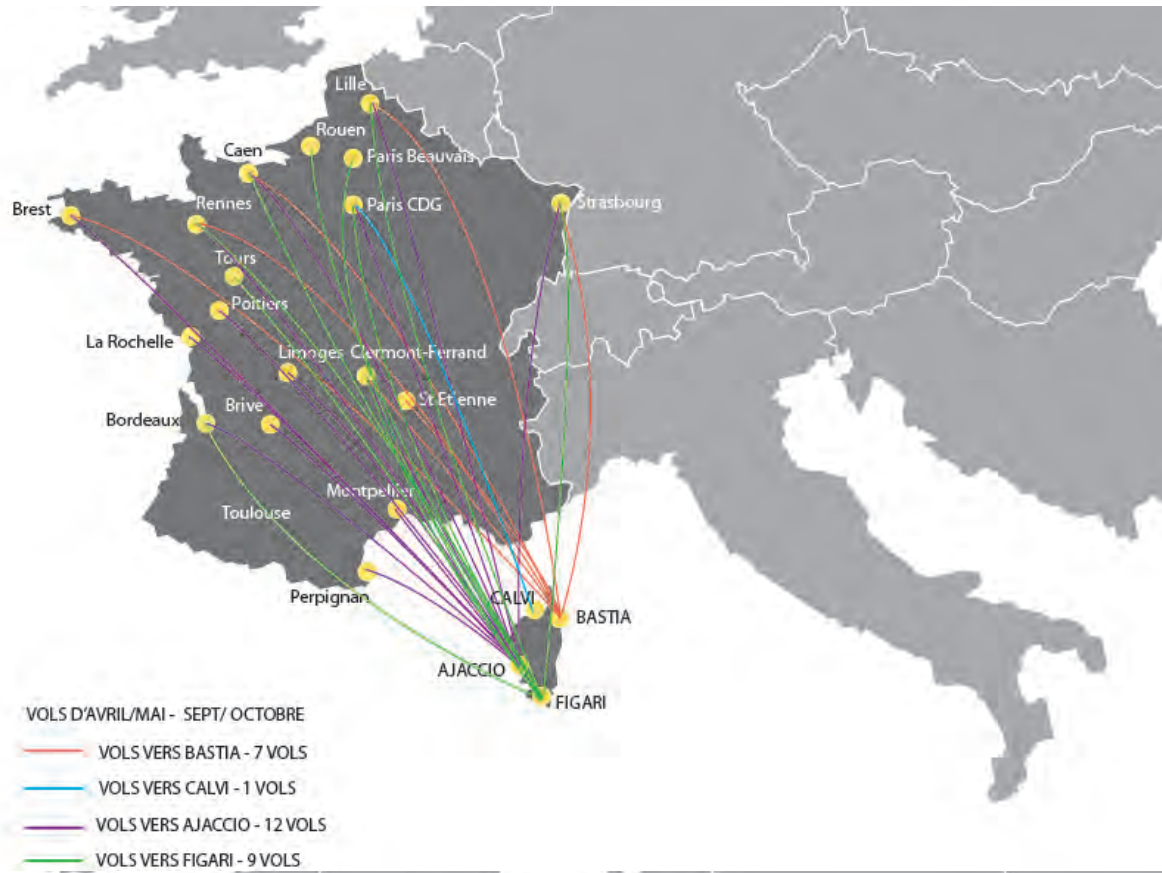 Lille
Rouen
Caen
Paris Beauvais
Rennes
Paris CDG
Strasbourg
Brest
Tours
Poitiers
La Rochelle
Limoges Clermont-Ferrand
St Etienne
Brive
Bordeaux
Montpellier
Toulouse
Perpignan
CALVI
BASTIA
AJACCIO
FIGARI
VOLS D'AVRIL/MAI - SEPT/ OCTOBRE
VOLS VERS BASTIA - 7 VOLS
VOLS VERS CALVI - 1 VOLS
VOLS VERS AJACCIO - 12 VOLS
VOLS VERS FIGARI - 9 VOLS